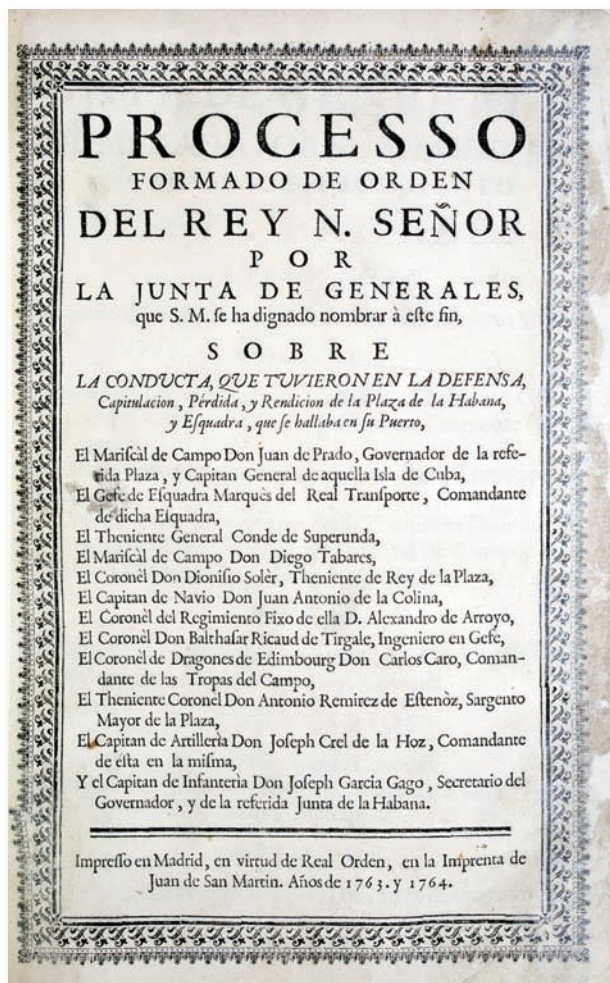 PROCESSO
FORMADO DE ORDEN
DEL REY N. SEÑOR
POR
LA JUNTA DE GENERALES,
que S. M. ſe ha dignado nombrar à eſte fin,
SOBRE
LA CONDUCTA, QUE TUVIERON EN LA DEFENSA,
Capitulacion, Pérdida, y Rendicion de la Plaza de la Habana,
y Eſquadra, que ſe hallaba en ſu Puerto,
El Mariſcàl de Campo Don Juan de Prado, Governador de la refe-
rida Plaza, y Capitan General de aquella Isla de Cuba,
El Gefe de Eſquadra Marquès del Real Tranſporte, Comandante
de dicha Eſquadra,
El Theniente General Conde de Superunda,
El Mariſcàl de Campo Don Diego Tabares,
El Coronèl Don Dioniſio Solèr, Theniente de Rey de la Plaza,
El Capitan de Navio Don Juan Antonio de la Colina,
El Coronèl del Regimiento Fixo de ella D. Alexandro de Arroyo,
El Coronèl Don Balthaſar Ricaud de Tirgale, Ingeniero en Gefe,
El Coronèl de Dragones de Edimbourg Don Carlos Caro, Coman-
dante de las Tropas del Campo,
El Theniente Coronel Don Antonio Remirez de Eſtenòz, Sargento
Mayor de la Plaza,
El Capitan de Artillerìa Don Joſeph Crel de la Hoz, Comandante
de èſta en la miſma,
Y el Capitan de Infanterìa Don Joſeph Garcia Gago, Secretario del
Governador, y de la referida Junta de la Habana.
Impreſſo en Madrid, en virtud de Real Orden, en la Imprenta de
Juan de San Martin. Años de 1763. y 1764.